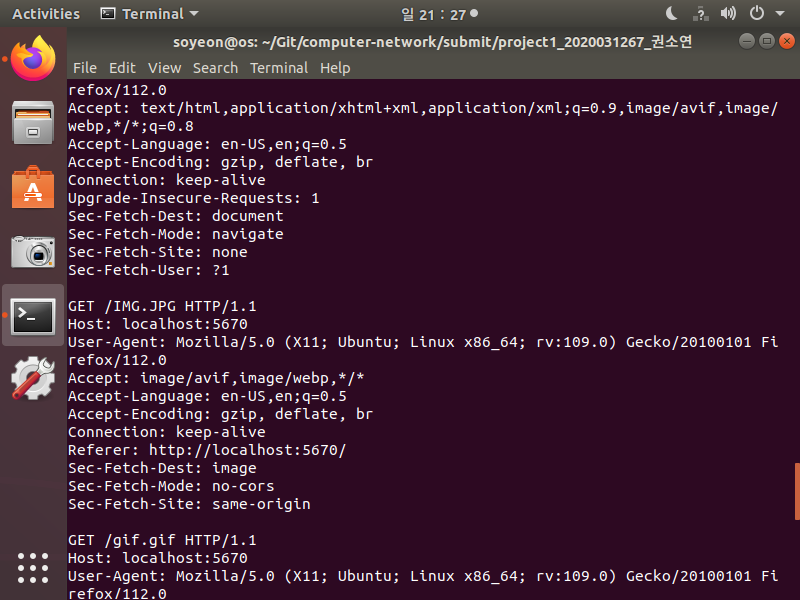 Activities Terminal 일 21 : 27
soyeon@os: ~/Git/computer-network/submit/project1_2020031267_권소연
File Edit View Search Terminal Help
refox/112.0
Accept: text/html,application/xhtml+xml,application/xml;q=0.9,image/avif,image/
webp,*/*;q=0.8
Accept-Language: en-US,en;q=0.5
Accept-Encoding: gzip, deflate, br
Connection: keep-alive
Upgrade-Insecure-Requests: 1
Sec-Fetch-Dest: document
Sec-Fetch-Mode: navigate
Sec-Fetch-Site: none
Sec-Fetch-User: ?1
GET /IMG.JPG HTTP/1.1
Host: localhost:5670
User-Agent: Mozilla/5.0 (X11; Ubuntu; Linux x86_64; rv:109.0) Gecko/20100101 Fi
refox/112.0
Accept: image/avif,image/webp,*/*
Accept-Language: en-US,en;q=0.5
Accept-Encoding: gzip, deflate, br
Connection: keep-alive
Referer: http://localhost:5670/
Sec-Fetch-Dest: image
Sec-Fetch-Mode: no-cors
Sec-Fetch-Site: same-origin
GET /gif.gif HTTP/1.1
Host: localhost:5670
User-Agent: Mozilla/5.0 (X11; Ubuntu; Linux x86_64; rv:109.0) Gecko/20100101 Fi
refox/112.0